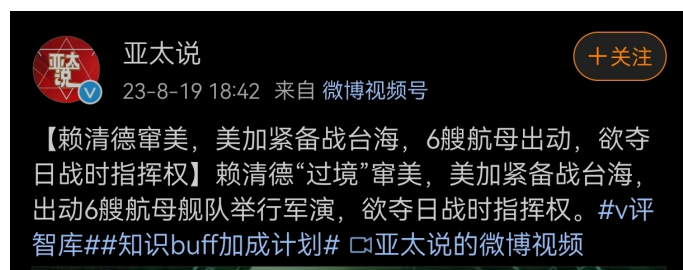 亚太说
亚太
说
+关注
23-8-19 18:42 来自 微博视频号
【赖清德窜美，美加紧备战台海，6艘航母出动，欲夺
日战时指挥权】赖清德“过境”窜美，美加紧备战台海，
出动6艘航母舰队举行军演，欲夺日战时指挥权。#v评
智库##知识buff加成计划# 亚太说的微博视频